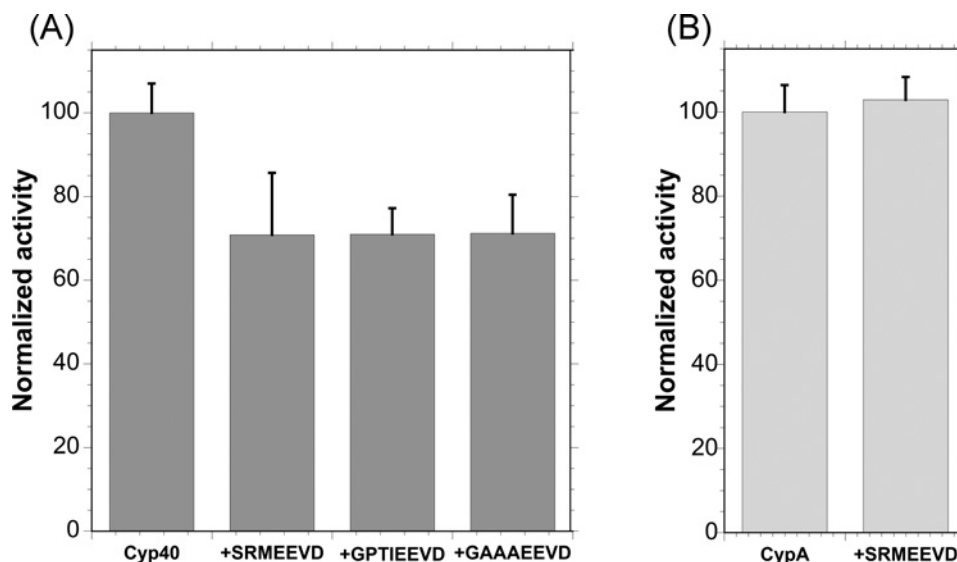 (A)
Normalized activity
100
80
60
40
20
0
Cyp40 +SRMEEVD +GPTIEEVD +GAAAEEVD
(B)
Normalized activity
100
80
60
40
20
0
CypA +SRMEEVD